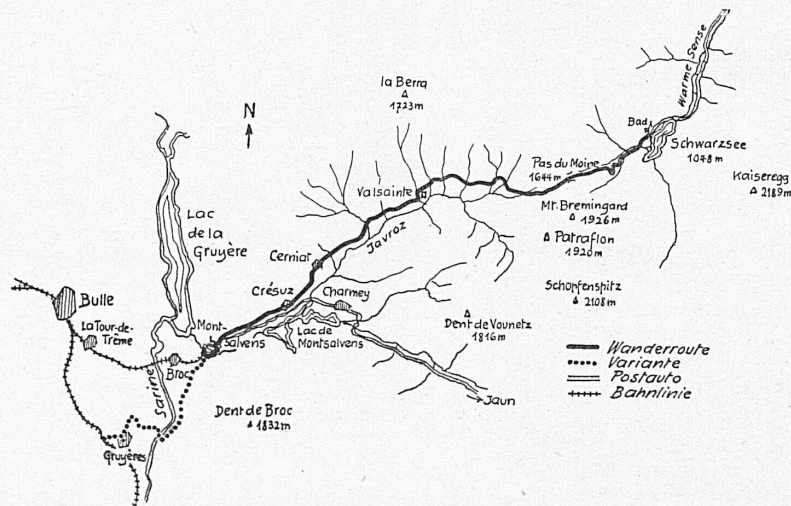 la Berra
1723m
N
Warme Sense
Bad
Schwarzsee
1048m
Pas du Moine
1644m
Kaiseregg
2189m
Valsainte
Mt. Bremingard
1926m
Lac
de la
Gruyère
Javroz
Patraflon
1920m
Cerniat
Schopfenspitz
2108m
Bulle
Crésuz
Charmey
La Tour-de-
Trême
Mont-
salvens
Lac de
Montsalvens
Dent de Vounetz
1816m
Broc
Sarine
Wanderroute
Variante
Postauto
Bahnlinie
Jaun
Dent de Broc
1832m
Gruyères